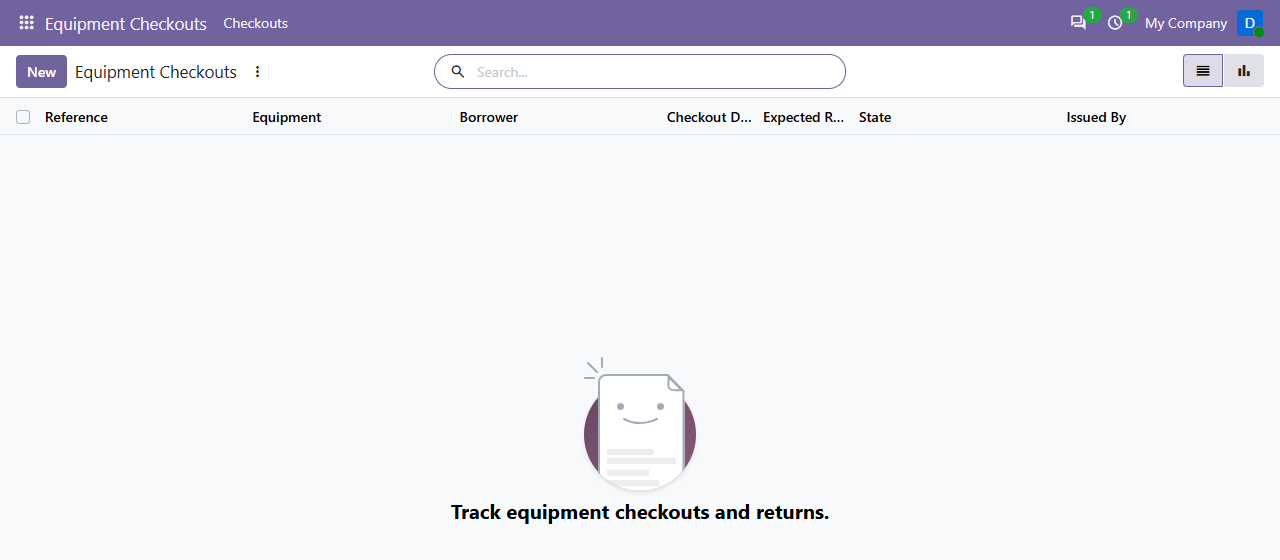 Equipment Checkouts Checkouts 1 1 My Company D
New Equipment Checkouts Search...
Reference Equipment Borrower Checkout D... Expected R... State Issued By
Track equipment checkouts and returns.